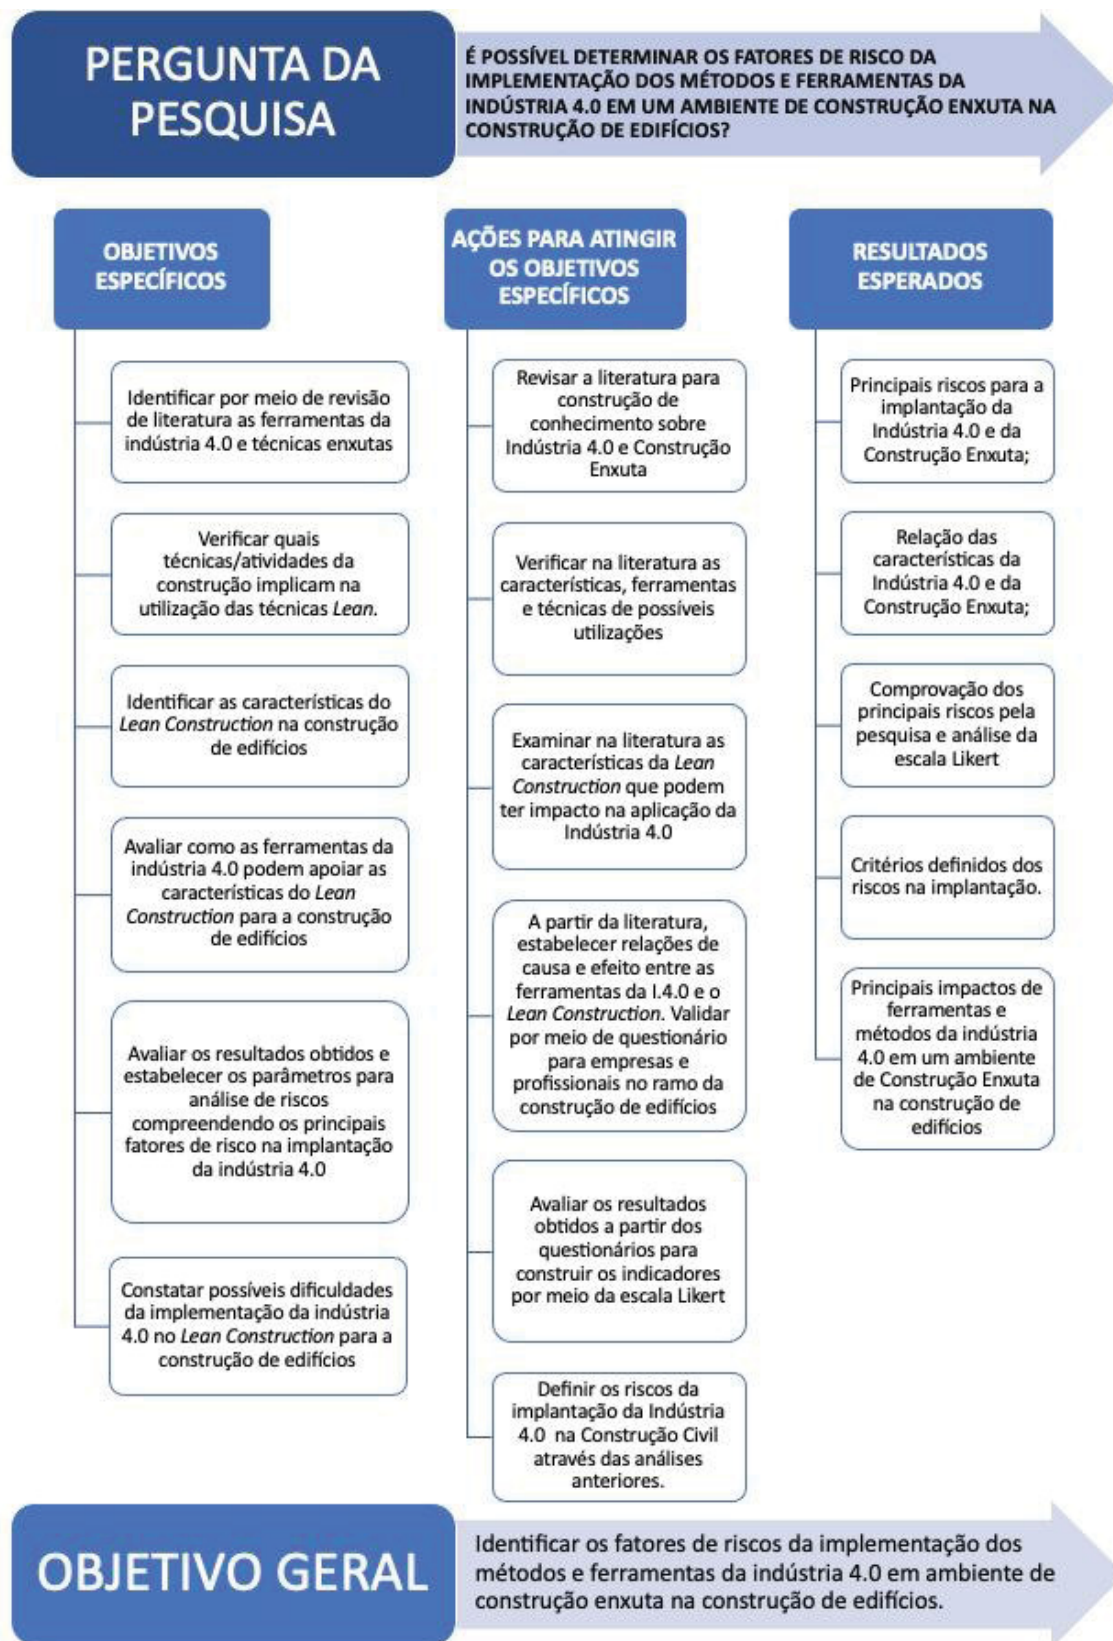 PERGUNTA DA
PESQUISA
É POSSÍVEL DETERMINAR OS FATORES DE RISCO DA
IMPLEMENTAÇÃO DOS MÉTODOS E FERRAMENTAS DA
INDÚSTRIA 4.0 EM UM AMBIENTE DE CONSTRUÇÃO ENXUTA NA
CONSTRUÇÃO DE EDIFÍCIOS?
OBJETIVOS
ESPECÍFICOS
Identificar por meio de revisão
de literatura as ferramentas da
indústria 4.0 e técnicas enxutas
Verificar quais
técnicas/atividades da
construção implicam na
utilização das técnicas Lean.
Identificar as características do
Lean Construction na construção
de edifícios
Avaliar como as ferramentas da
indústria 4.0 podem apoiar as
características do Lean
Construction para a construção
de edifícios
Avaliar os resultados obtidos e
estabelecer os parâmetros para
análise de riscos
compreendendo os principais
fatores de risco na implantação
da indústria 4.0
Constatar possíveis dificuldades
da implementação da indústria
4.0 no Lean Construction para a
construção de edifícios
AÇÕES PARA ATINGIR
OS OBJETIVOS
ESPECÍFICOS
Revisar a literatura para
construção de
conhecimento sobre
Indústria 4.0 e Construção
Enxuta
Verificar na literatura as
características, ferramentas
e técnicas de possíveis
utilizações
Examinar na literatura as
características da Lean
Construction que podem
ter impacto na aplicação da
Indústria 4.0
A partir da literatura,
estabelecer relações de
causa e efeito entre as
ferramentas da I.4.0 e o
Lean Construction. Validar
por meio de questionário
para empresas e
profissionais no ramo da
construção de edifícios
Avaliar os resultados
obtidos a partir dos
questionários para
construir os indicadores
por meio da escala Likert
Definir os riscos da
implantação da Indústria
4.0 na Construção Civil
através das análises
anteriores.
RESULTADOS
ESPERADOS
Principais riscos para a
implantação da
Indústria 4.0 e da
Construção Enxuta;
Relação das
características da
Indústria 4.0 e da
Construção Enxuta;
Comprovação dos
principais riscos pela
pesquisa e análise da
escala Likert
Critérios definidos dos
riscos na implantação.
Principais impactos de
ferramentas e
métodos da indústria
4.0 em um ambiente
de Construção Enxuta
na construção de
edifícios
OBJETIVO GERAL
Identificar os fatores de riscos da implementação dos
métodos e ferramentas da indústria 4.0 em ambiente de
construção enxuta na construção de edifícios.